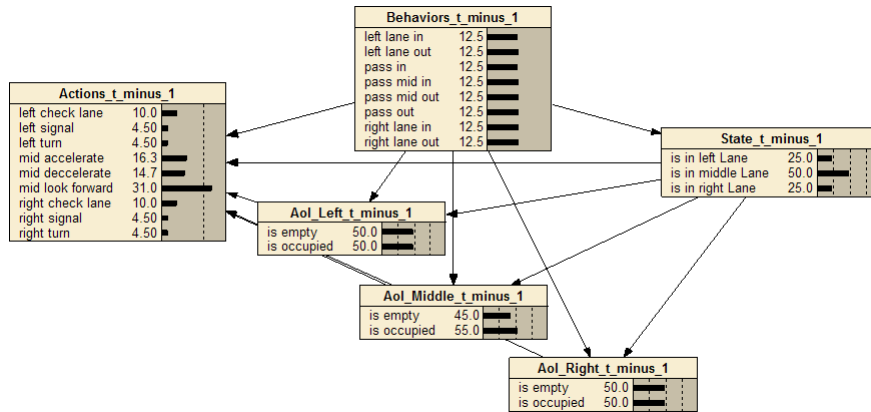 Behaviors_t_minus_1
left lane in 12.5
left lane out 12.5
pass in 12.5
pass mid in 12.5
pass mid out 12.5
pass out 12.5
right lane in 12.5
right lane out 12.5
Actions_t_minus_1
left check lane 10.0
left signal 4.50
left turn 4.50
mid accelerate 16.3
mid deccelerate 14.7
mid look forward 31.0
right check lane 10.0
right signal 4.50
right turn 4.50
State_t_minus_1
is in left Lane 25.0
is in middle Lane 50.0
is in right Lane 25.0
AoI_Left_t_minus_1
is empty 50.0
is occupied 50.0
AoI_Middle_t_minus_1
is empty 45.0
is occupied 55.0
AoI_Right_t_minus_1
is empty 50.0
is occupied 50.0